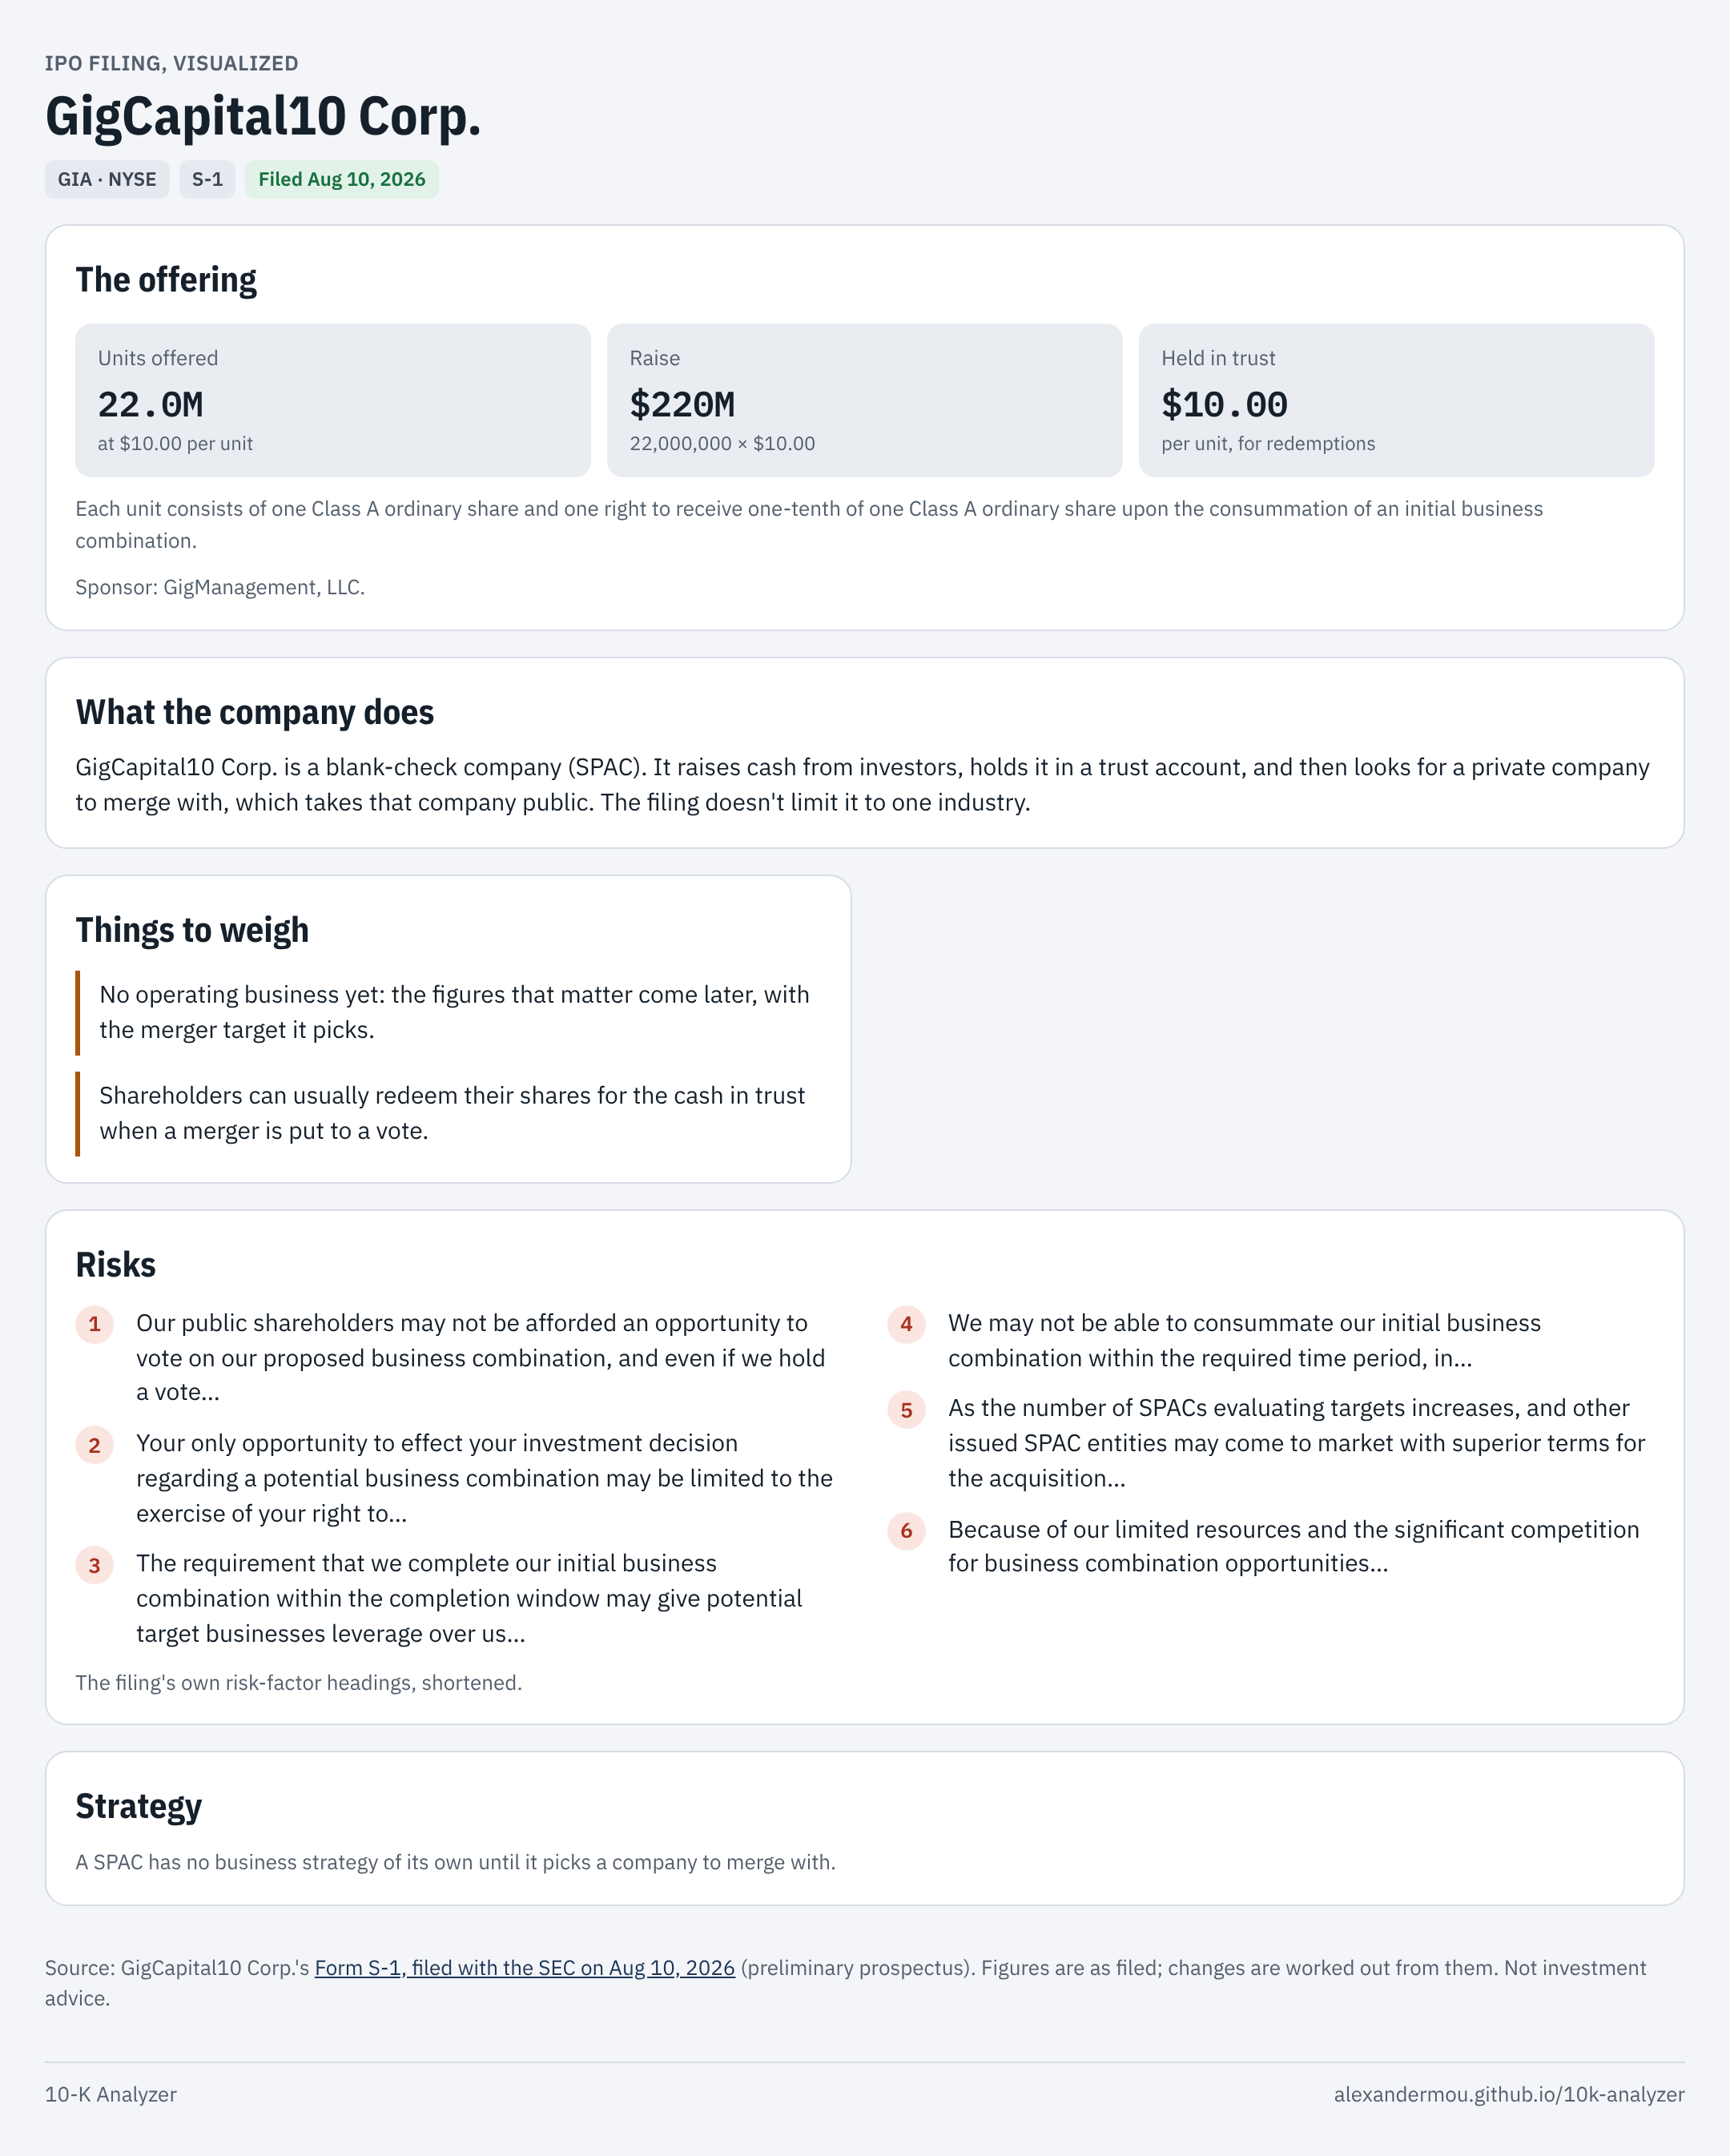 IPO FILING, VISUALIZED
GigCapital10 Corp.
GIA · NYSE
S-1
Filed Aug 10, 2026
The offering
Units offered
22.0M
at $10.00 per unit
Raise
$220M
22,000,000 × $10.00
Held in trust
$10.00
per unit, for redemptions
Each unit consists of one Class A ordinary share and one right to receive one-tenth of one Class A ordinary share upon the consummation of an initial business
combination.
Sponsor: GigManagement, LLC.
What the company does
GigCapital10 Corp. is a blank-check company (SPAC). It raises cash from investors, holds it in a trust account, and then looks for a private company
to merge with, which takes that company public. The filing doesn't limit it to one industry.
Things to weigh
No operating business yet: the figures that matter come later, with
the merger target it picks.
Shareholders can usually redeem their shares for the cash in trust
when a merger is put to a vote.
Risks
1 Our public shareholders may not be afforded an opportunity to
vote on our proposed business combination, and even if we hold
a vote...
2 Your only opportunity to effect your investment decision
regarding a potential business combination may be limited to the
exercise of your right to...
3 The requirement that we complete our initial business
combination within the completion window may give potential
target businesses leverage over us...
4 We may not be able to consummate our initial business
combination within the required time period, in...
5 As the number of SPACs evaluating targets increases, and other
issued SPAC entities may come to market with superior terms for
the acquisition...
6 Because of our limited resources and the significant competition
for business combination opportunities...
The filing's own risk-factor headings, shortened.
Strategy
A SPAC has no business strategy of its own until it picks a company to merge with.
Source: GigCapital10 Corp.'s Form S-1, filed with the SEC on Aug 10, 2026 (preliminary prospectus). Figures are as filed; changes are worked out from them. Not investment
advice.
10-K Analyzer
alexandermou.github.io/10k-analyzer